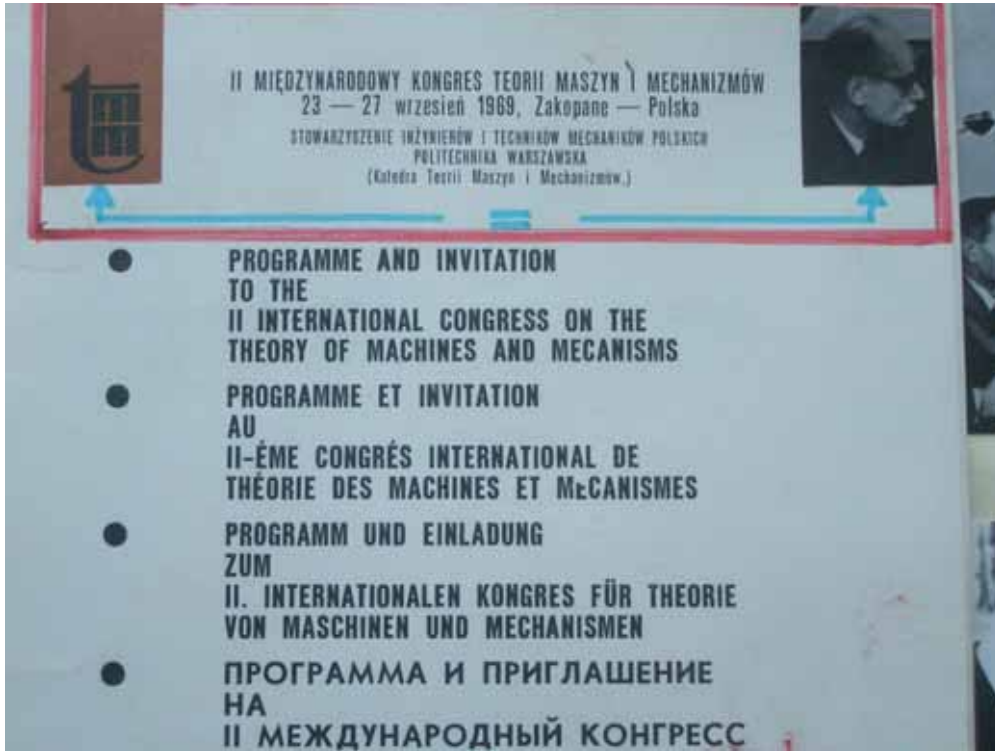 tmm
II MIĘDZYNARODOWY KONGRES TEORII MASZYN I MECHANIZMÓW
23 — 27 wrzesień 1969, Zakopane — Polska
STOWARZYSZENIE INŻYNIERÓW I TECHNIKÓW MECHANIKÓW POLSKICH
POLITECHNIKA WARSZAWSKA
(Katedra Teorii Maszyn i Mechanizmów.)
PROGRAMME AND INVITATION
TO THE
II INTERNATIONAL CONGRESS ON THE
THEORY OF MACHINES AND MECANISMS
PROGRAMME ET INVITATION
AU
II-ÉME CONGRÉS INTERNATIONAL DE
THÉORIE DES MACHINES ET MECANISMES
PROGRAMM UND EINLADUNG
ZUM
II. INTERNATIONALEN KONGRES FÜR THEORIE
VON MASCHINEN UND MECHANISMEN
ПРОГРАММА И ПРИГЛАШЕНИЕ
НА
II МЕЖДУНАРОДНЫЙ КОНГРЕСС